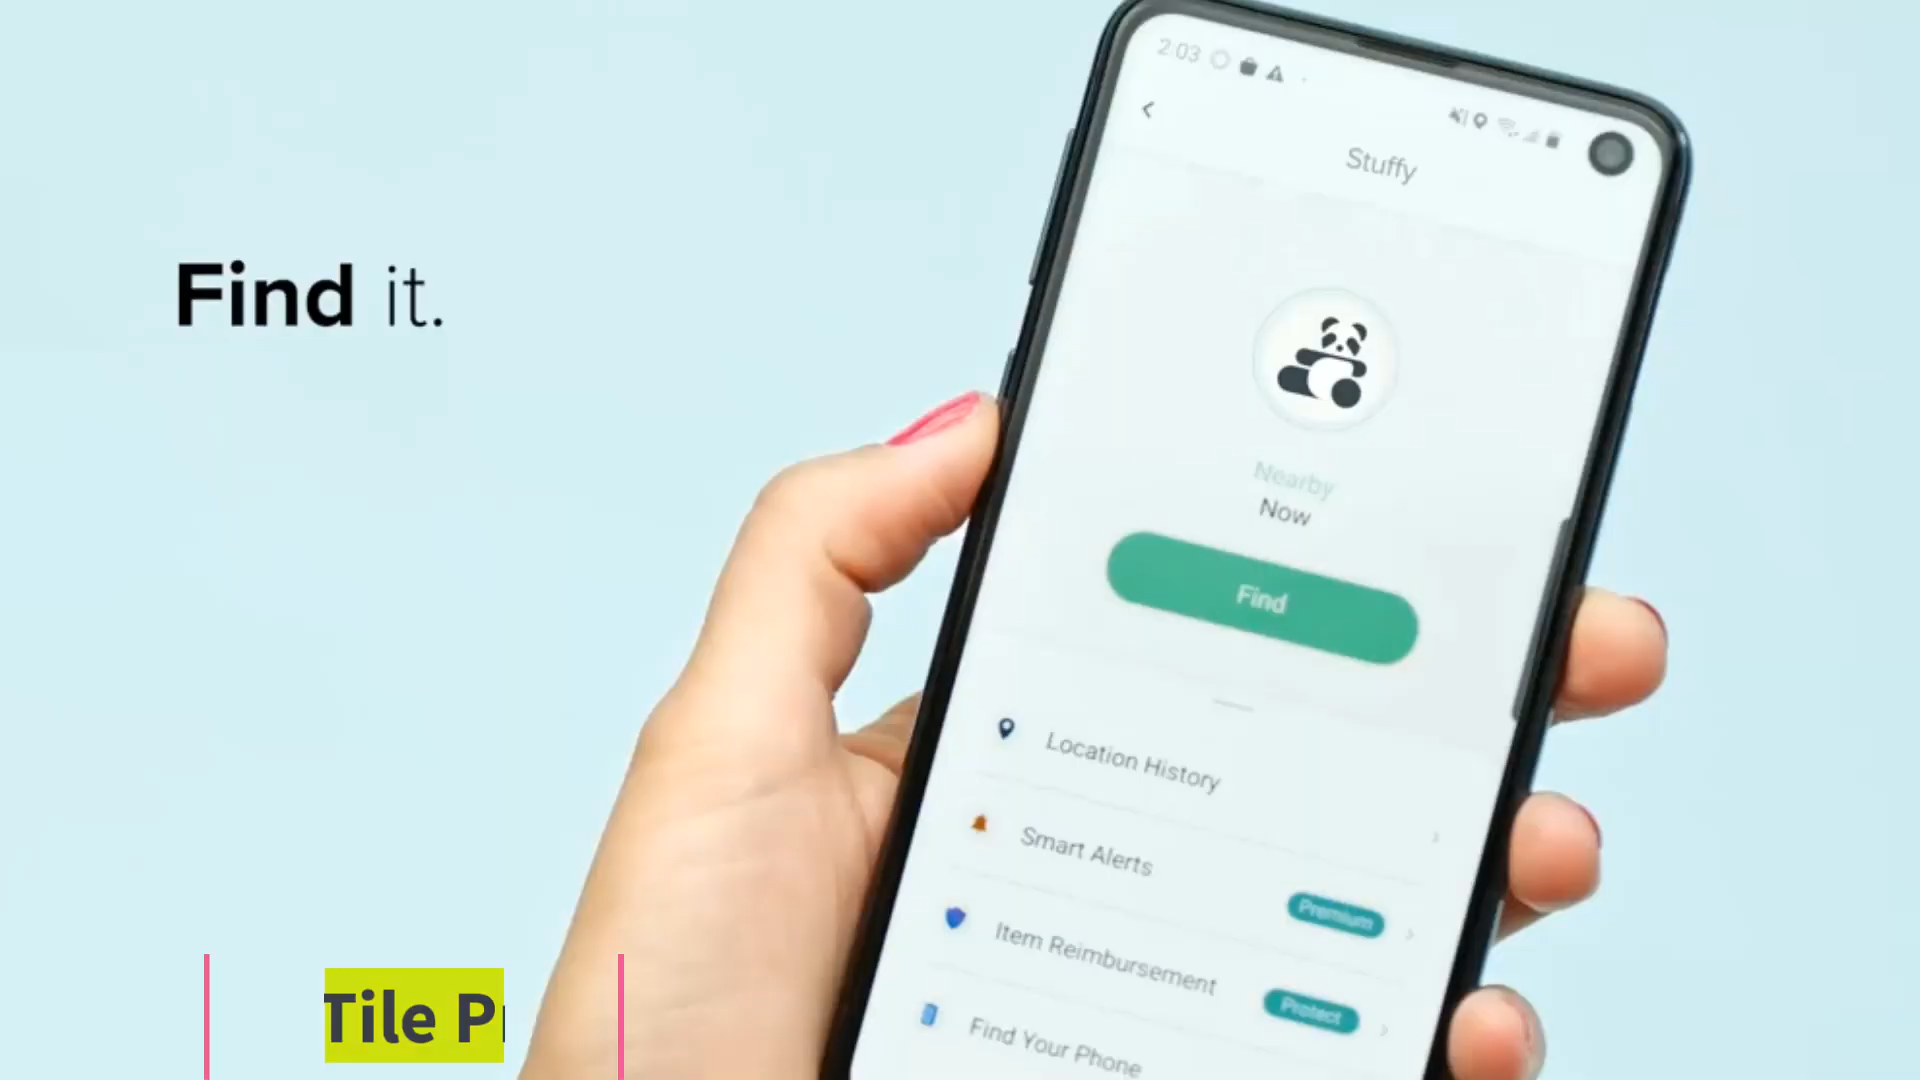 2:03
Stuffy
Find it.
Nearby
Now
Find
Location History
Smart Alerts
Premium
Item Reimbursement
Protect
Find Your Phone
Tile P